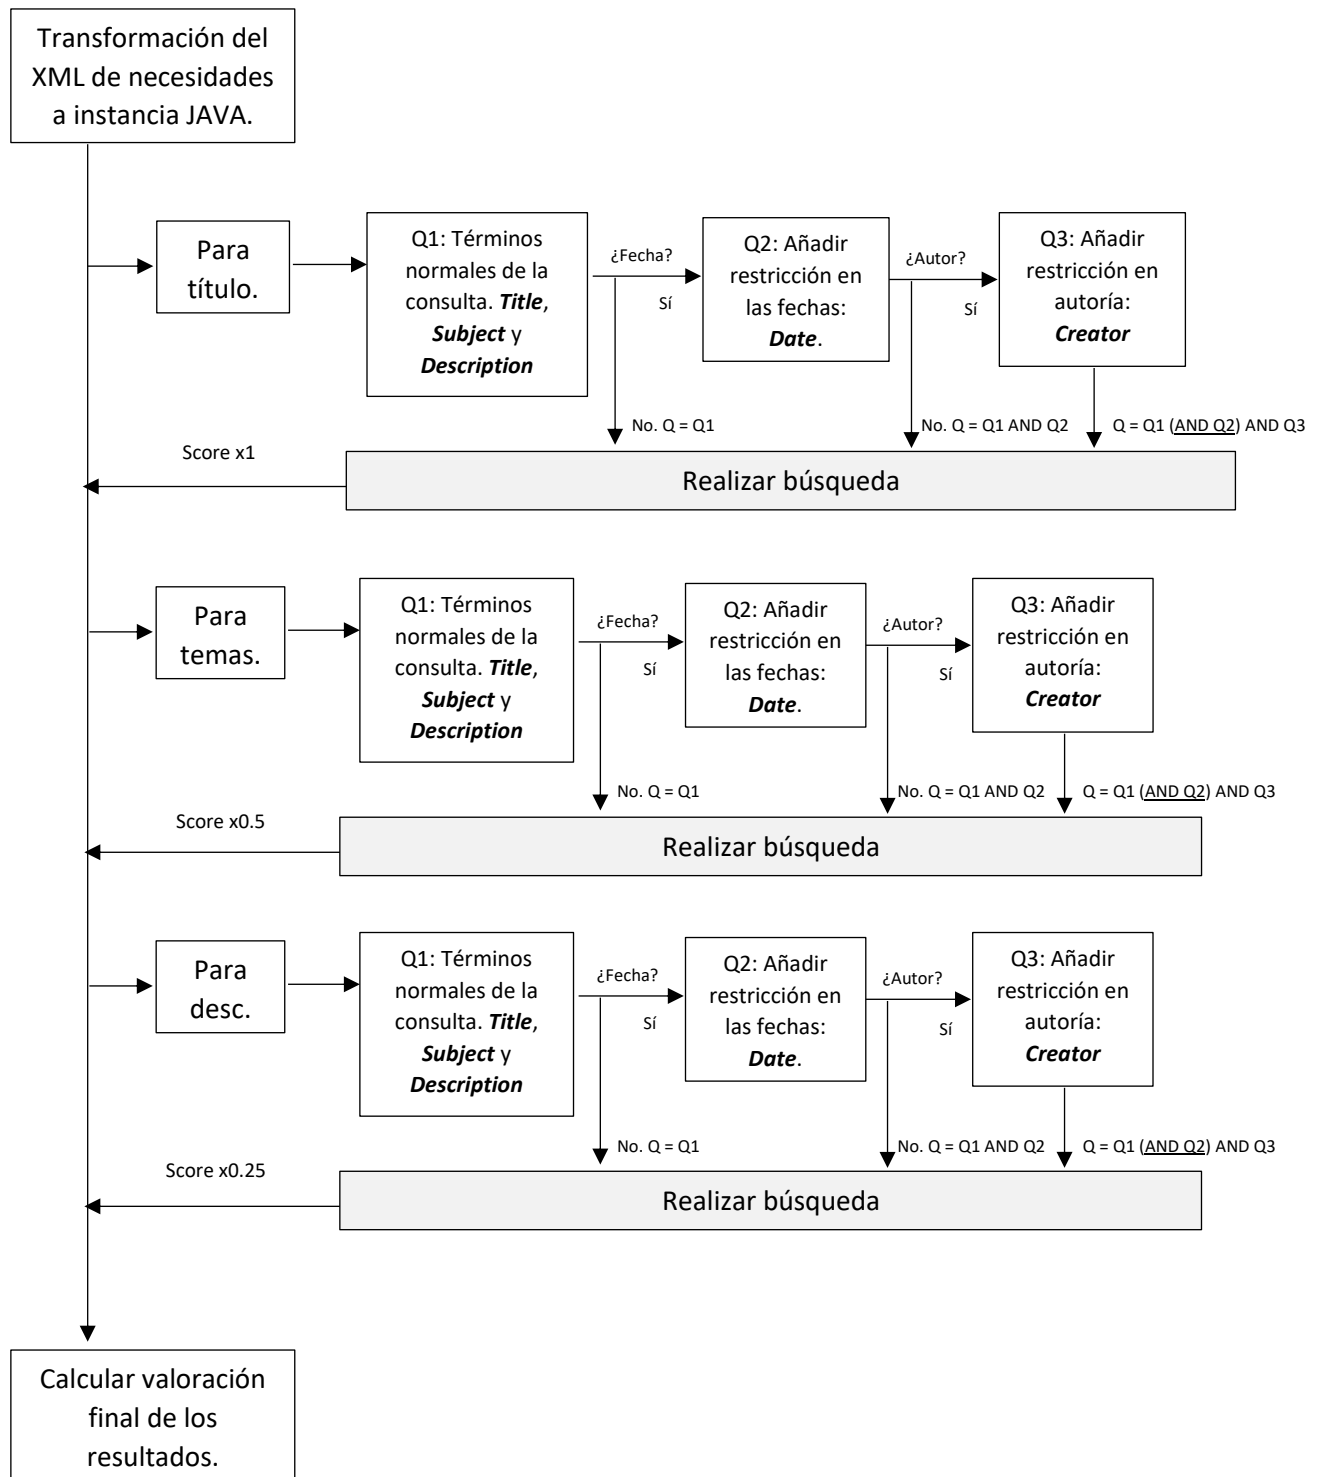 Transformación del
XML de necesidades
a instancia JAVA.
Para
título.
Q1: Términos
normales de la
consulta. Title,
Subject y
Description
¿Fecha?
Sí
Q2: Añadir
restricción en
las fechas:
Date.
¿Autor?
Sí
Q3: Añadir
restricción en
autoría:
Creator
No. Q = Q1
No. Q = Q1 AND Q2
Q = Q1 (AND Q2) AND Q3
Score x1
Realizar búsqueda
Para
temas.
Q1: Términos
normales de la
consulta. Title,
Subject y
Description
¿Fecha?
Sí
Q2: Añadir
restricción en
las fechas:
Date.
¿Autor?
Sí
Q3: Añadir
restricción en
autoría:
Creator
No. Q = Q1
No. Q = Q1 AND Q2
Q = Q1 (AND Q2) AND Q3
Score x0.5
Realizar búsqueda
Para
desc.
Q1: Términos
normales de la
consulta. Title,
Subject y
Description
¿Fecha?
Sí
Q2: Añadir
restricción en
las fechas:
Date.
¿Autor?
Sí
Q3: Añadir
restricción en
autoría:
Creator
No. Q = Q1
No. Q = Q1 AND Q2
Q = Q1 (AND Q2) AND Q3
Score x0.25
Realizar búsqueda
Calcular valoración
final de los
resultados.